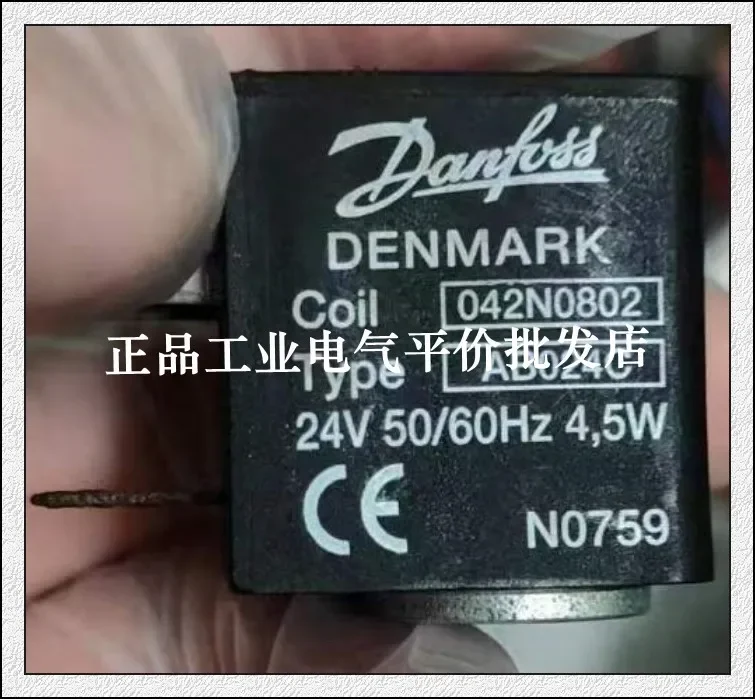 Danfoss
DENMARK
Coil 042N0802
正品工业电气平价批发店
Type AB024C
24V 50/60Hz 4,5W
CE N0759